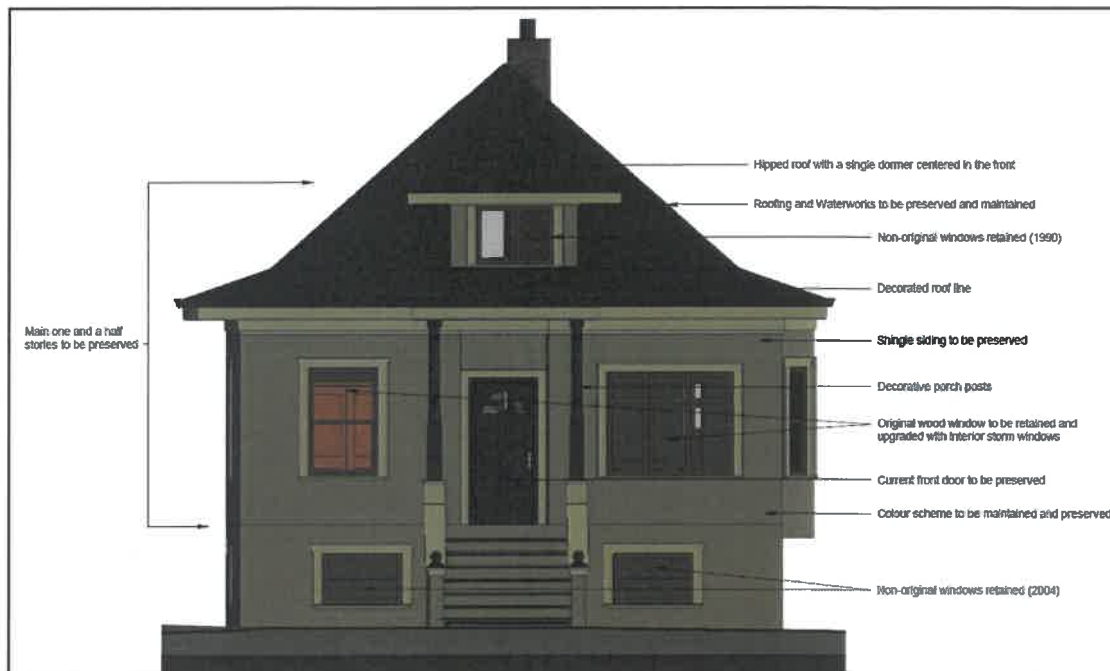 Hipped roof with a single dormer centered in the front
Roofing and Waterworks to be preserved and maintained
Non-original windows retained (1990)
Decorated roof line
Main one and a half
stories to be preserved
Shingle siding to be preserved
Decorative porch posts
Original wood window to be retained and
upgraded with interior storm windows
Current front door to be preserved
Colour scheme to be maintained and preserved
Non-original windows retained (2004)